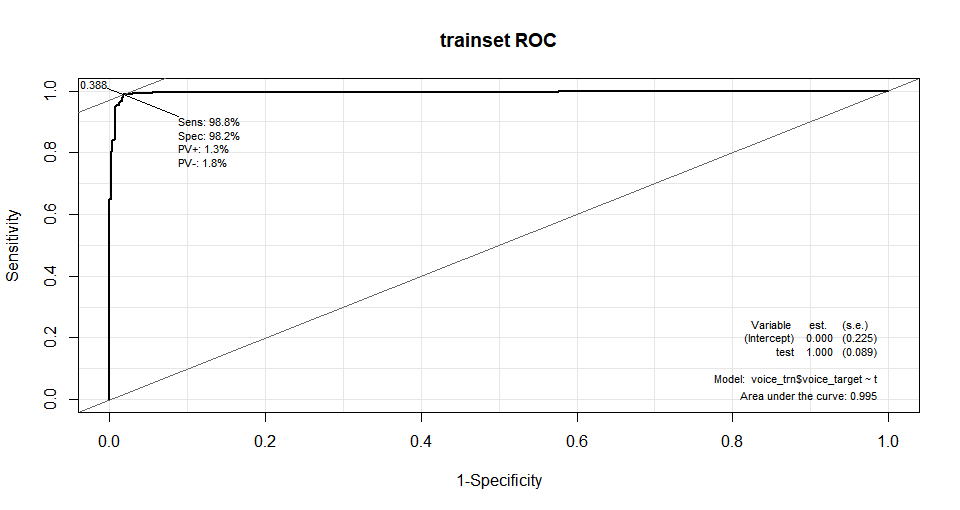 trainset ROC
0.388
Sens: 98.8%
Spec: 98.2%
PV+: 1.3%
PV-: 1.8%
Sensitivity
1.0
0.8
0.6
0.4
0.2
0.0
Variable est. (s.e.)
(Intercept) 0.000 (0.225)
test 1.000 (0.089)
Model: voice_trn$voice_target ~ t
Area under the curve: 0.995
0.0 0.2 0.4 0.6 0.8 1.0
1-Specificity